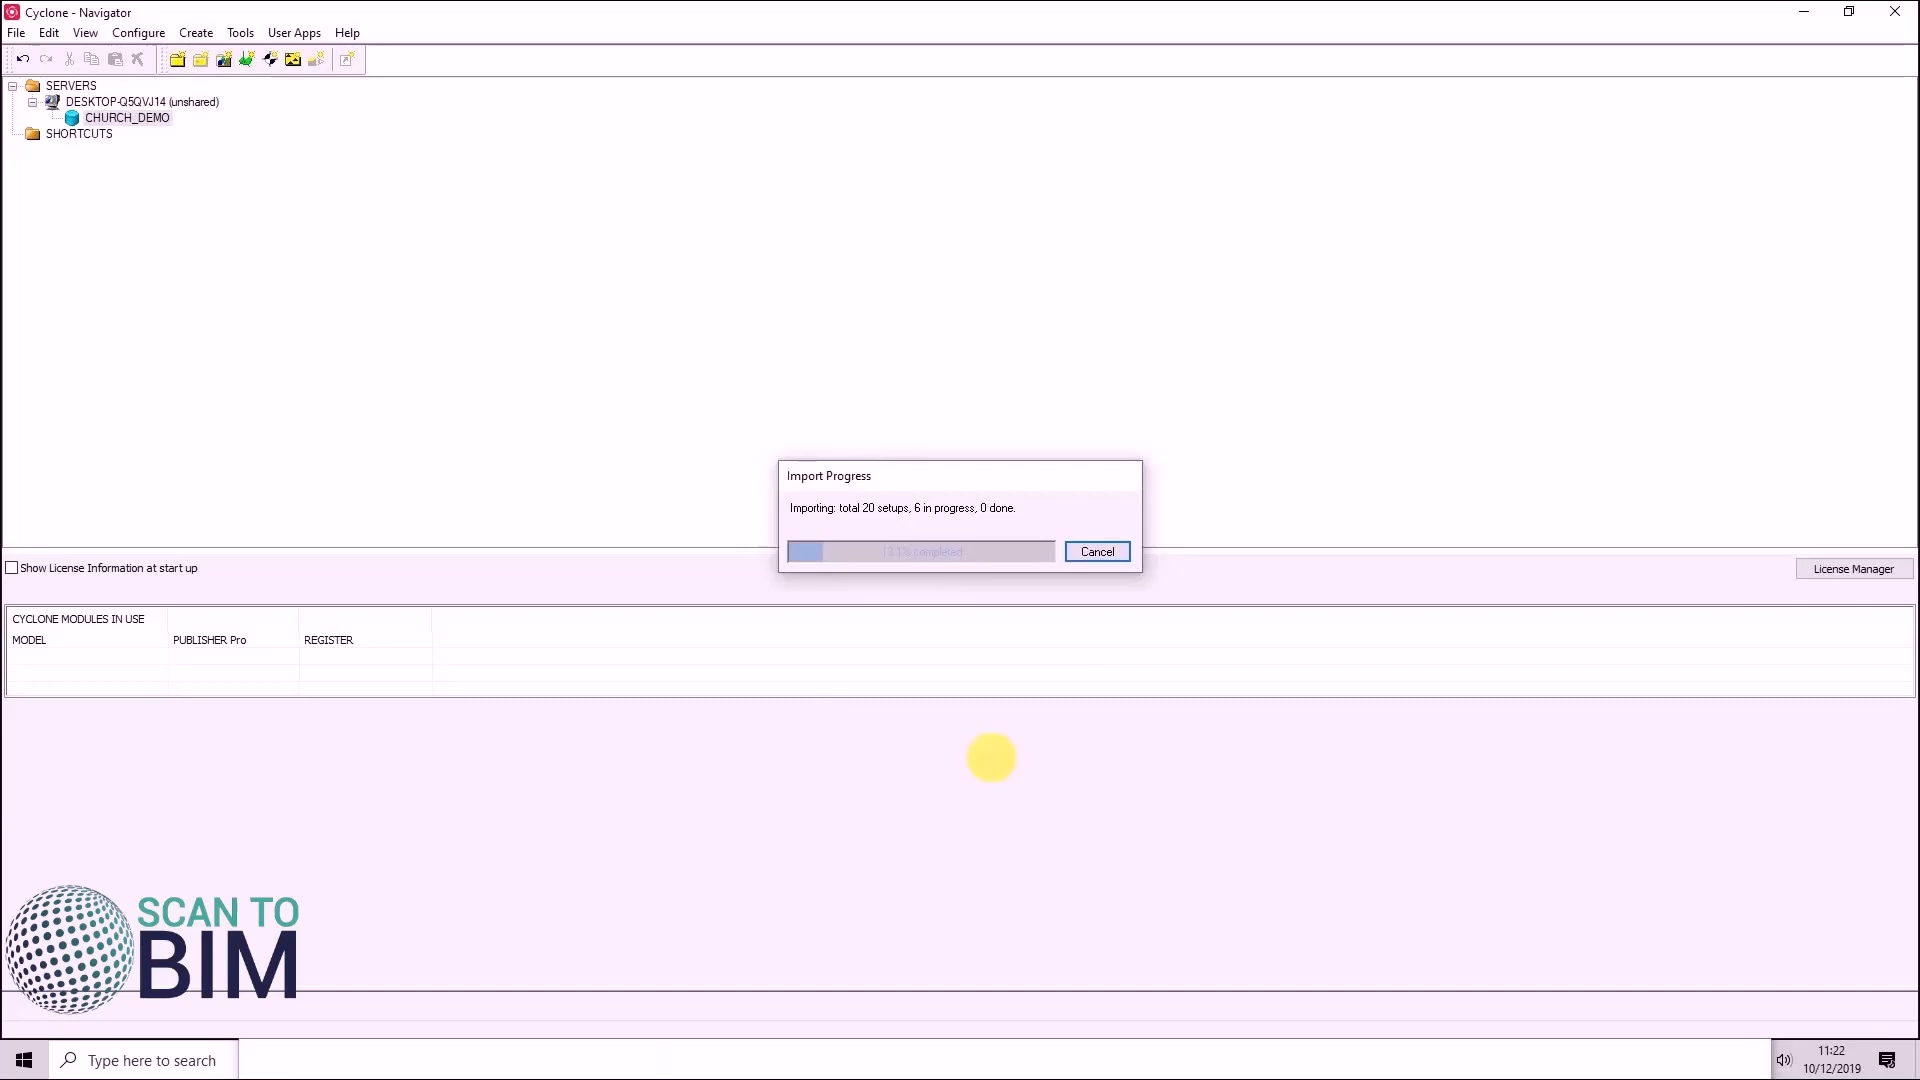 Cyclone - Navigator
File Edit View Configure Create Tools User Apps Help
SERVERS
DESKTOP-Q5QVJ14 (unshared)
CHURCH_DEMO
SHORTCUTS
Import Progress
Importing: total 20 setups, 6 in progress, 0 done.
13.1% completed Cancel
Show License Information at start up License Manager
CYCLONE MODULES IN USE
MODEL PUBLISHER Pro REGISTER
SCAN TO
BIM
Type here to search
11:22
10/12/2019